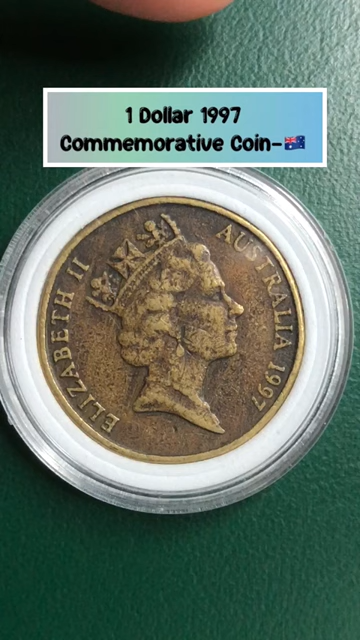 1 Dollar 1997
Commemorative Coin-🇦🇺
ELIZABETH II
AUSTRALIA 1997